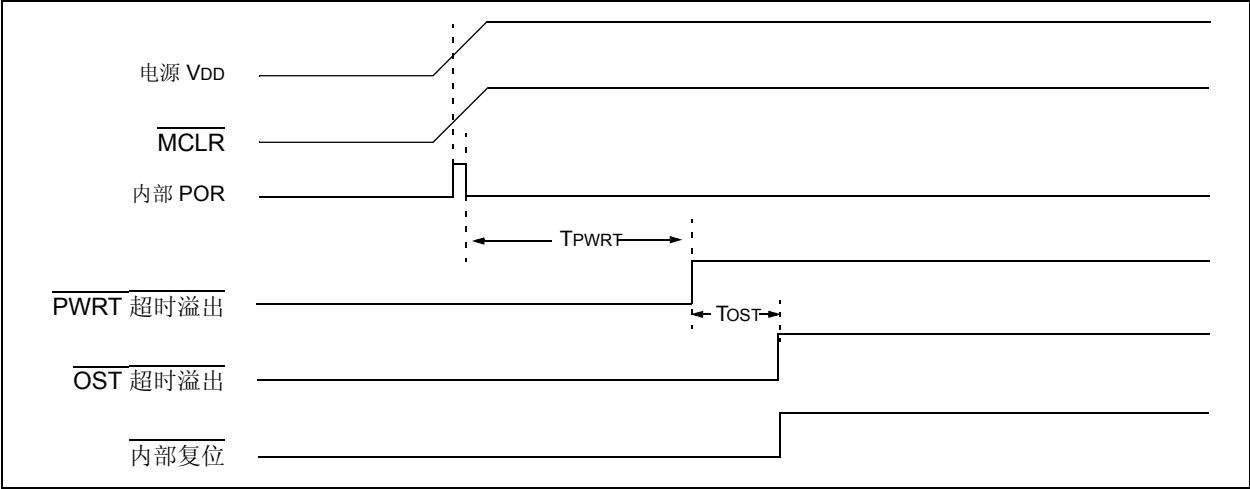 电源 VDD
MCLR
内部 POR
TPWRT
PWRT 超时溢出
TOST
OST 超时溢出
内部复位